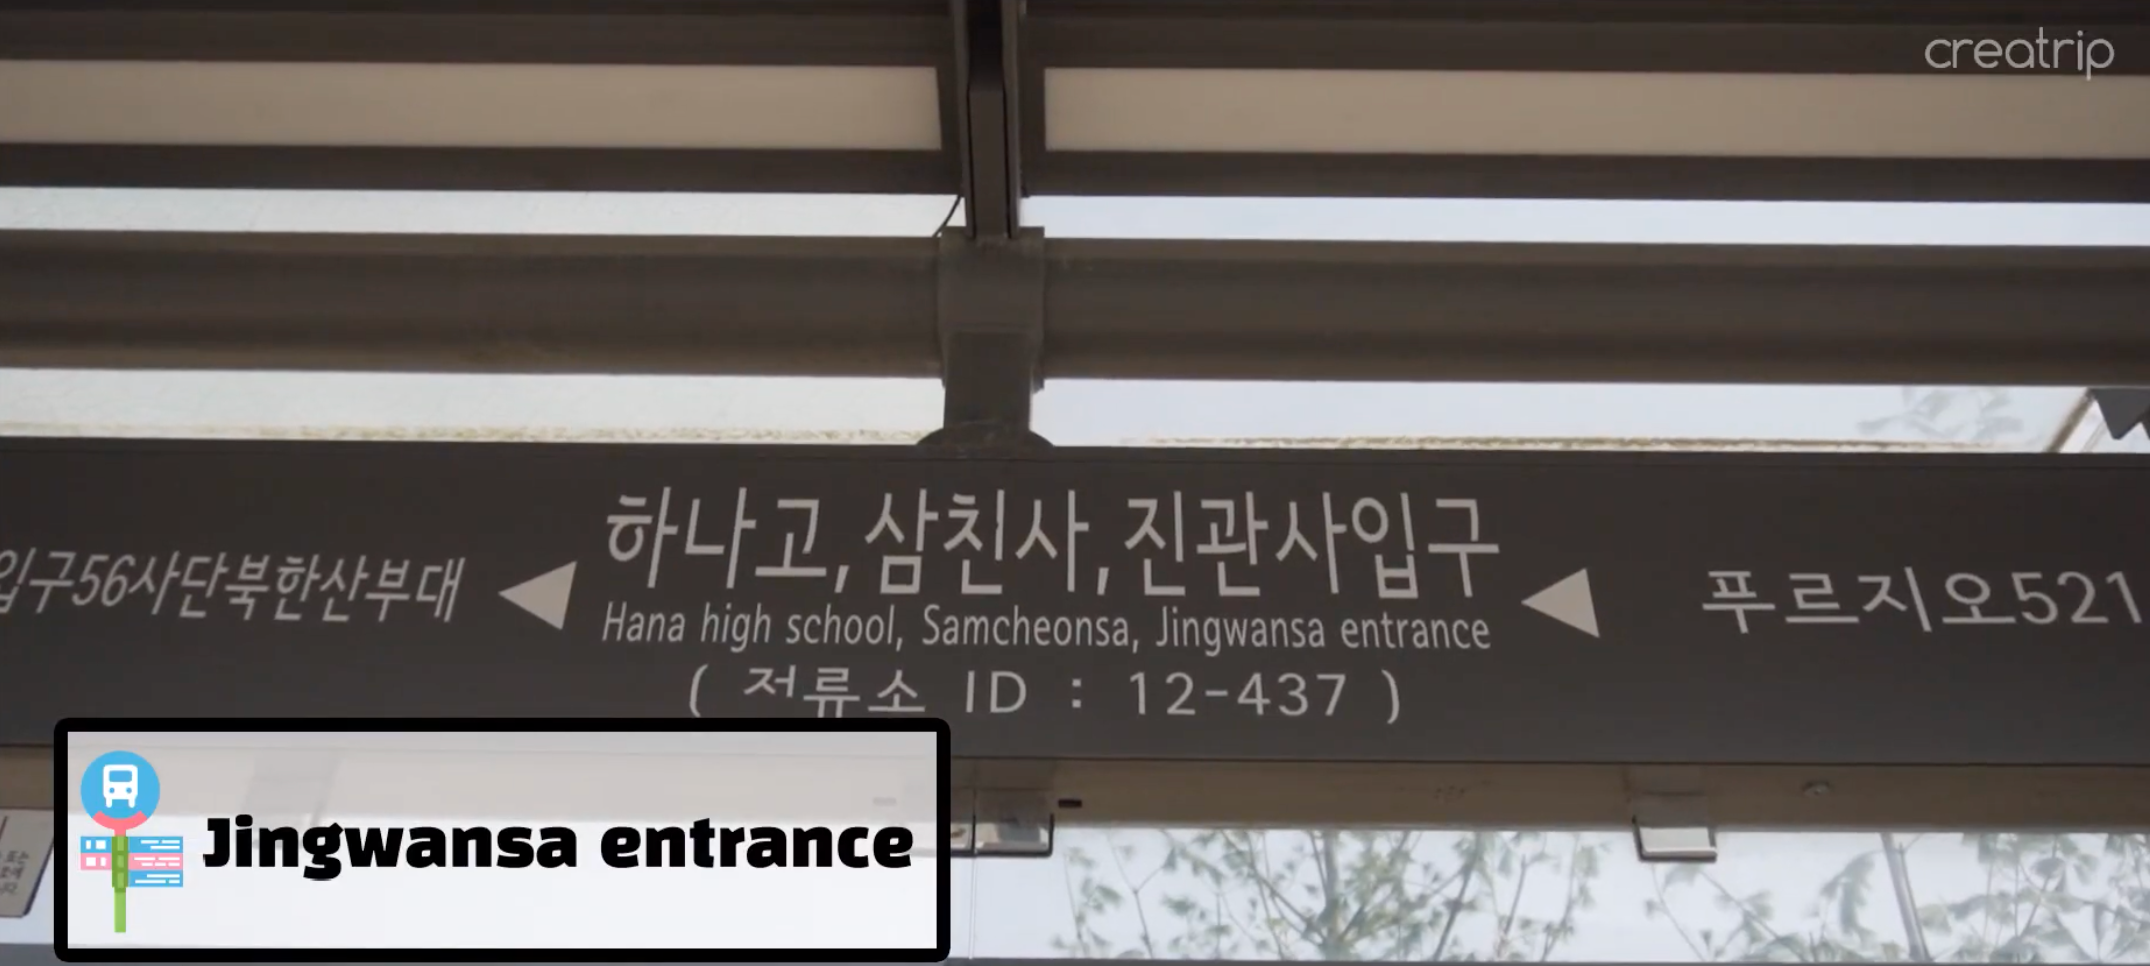 creatrip
입구56사단북한산부대
하나고,삼친사,진관사입구
Hana high school, Samcheonsa, Jingwansa entrance
( 저류소 ID : 12-437 )
푸르지오521
Jingwansa entrance